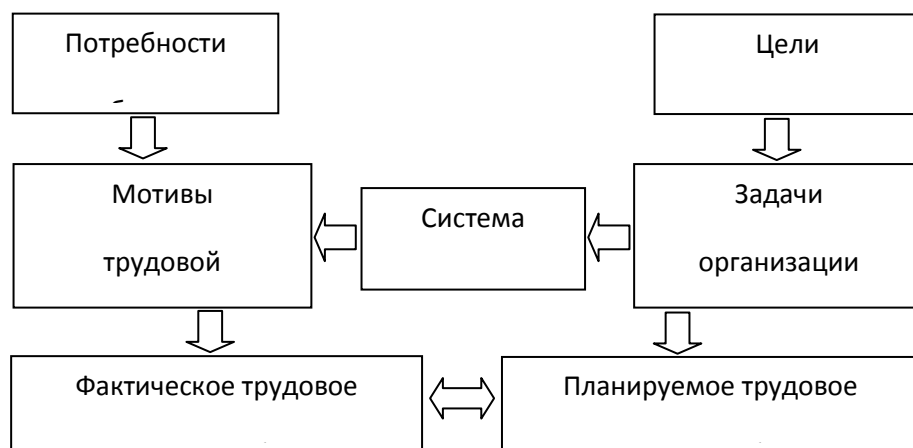 Потребности
Цели
Мотивы
трудовой
Система
Задачи
организации
Фактическое трудовое
Планируемое трудовое